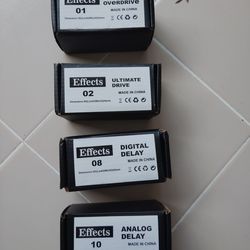 Effects
OVERDRIVE
01
MADE IN CHINA
Effects
ULTIMATE
DRIVE
02
MADE IN CHINA
Effects
DIGITAL
DELAY
08
MADE IN CHINA
Effects
ANALOG
DELAY
10
MADE IN CHINA